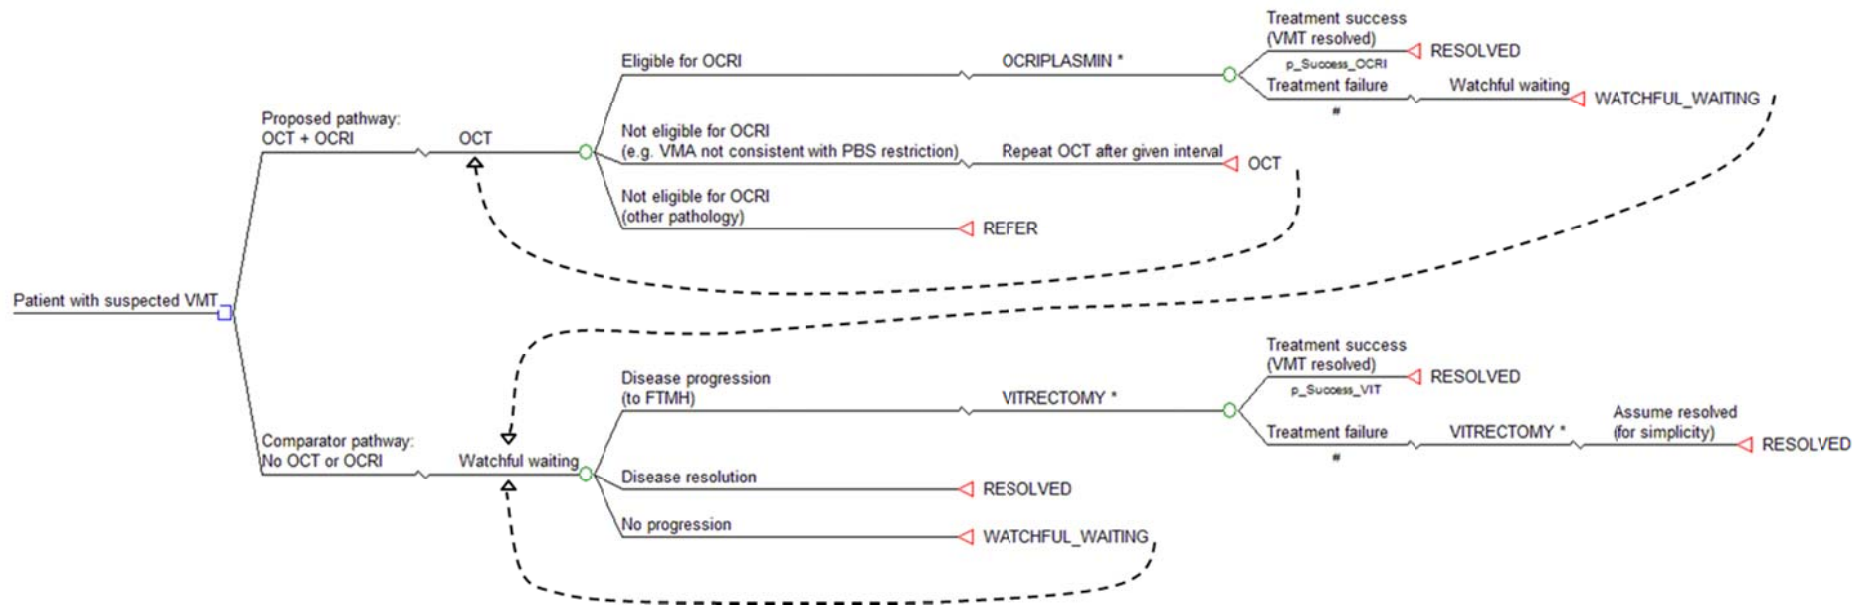 Patient with suspected VMT
Proposed pathway:
OCT + OCRI
OCT
Eligible for OCRI
OCRIPLASMIN *
Treatment success
(VMT resolved)
p_Success_OCRI
RESOLVED
Treatment failure
#
Watchful waiting
WATCHFUL_WAITING
Not eligible for OCRI
(e.g. VMA not consistent with PBS restriction)
Repeat OCT after given interval
OCT
Not eligible for OCRI
(other pathology)
REFER
Comparator pathway:
No OCT or OCRI
Watchful waiting
Disease progression
(to FTMH)
VITRECTOMY *
Treatment success
(VMT resolved)
p_Success_VIT
RESOLVED
Treatment failure
#
VITRECTOMY *
Assume resolved
(for simplicity)
RESOLVED
Disease resolution
RESOLVED
No progression
WATCHFUL_WAITING